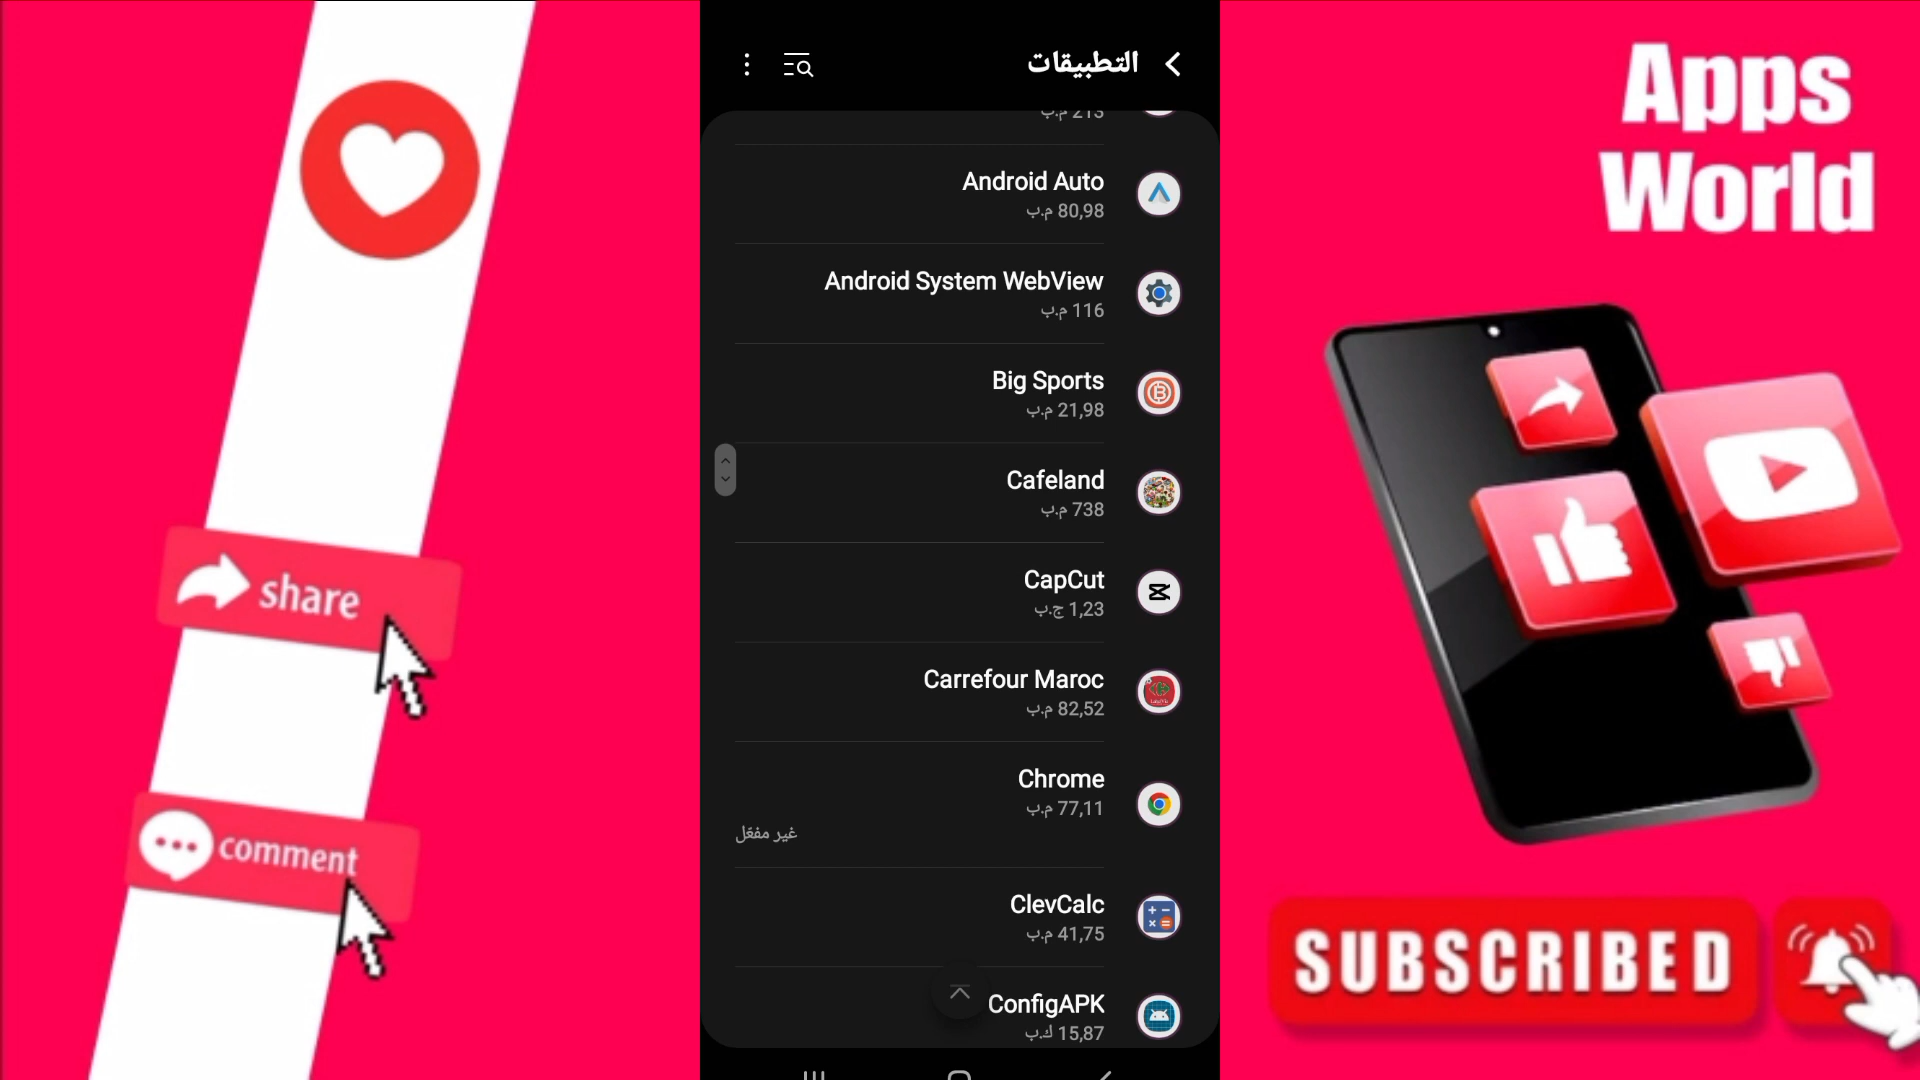 share
comment
التطبيقات
213 م.ب
Android Auto
80,98 م.ب
Android System WebView
116 م.ب
Big Sports
21,98 م.ب
Cafeland
738 م.ب
CapCut
1,23 ج.ب
Carrefour Maroc
82,52 م.ب
Chrome
77,11 م.ب
غير مفعّل
ClevCalc
41,75 م.ب
ConfigAPK
15,87 ك.ب
Apps
World
SUBSCRIBED